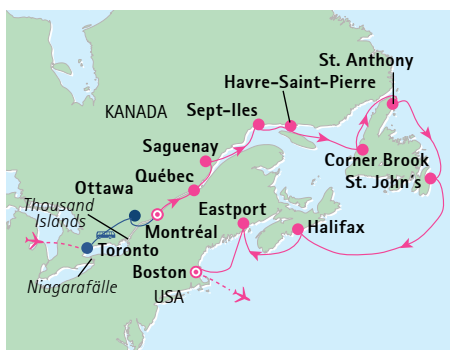 St. Anthony
Havre-Saint-Pierre
KANADA
Sept-Iles
Saguenay
Corner Brook
Québec
St. John´s
Ottawa
Thousand
Islands
Eastport
Halifax
Montréal
Toronto
Boston
Niagarafälle
USA